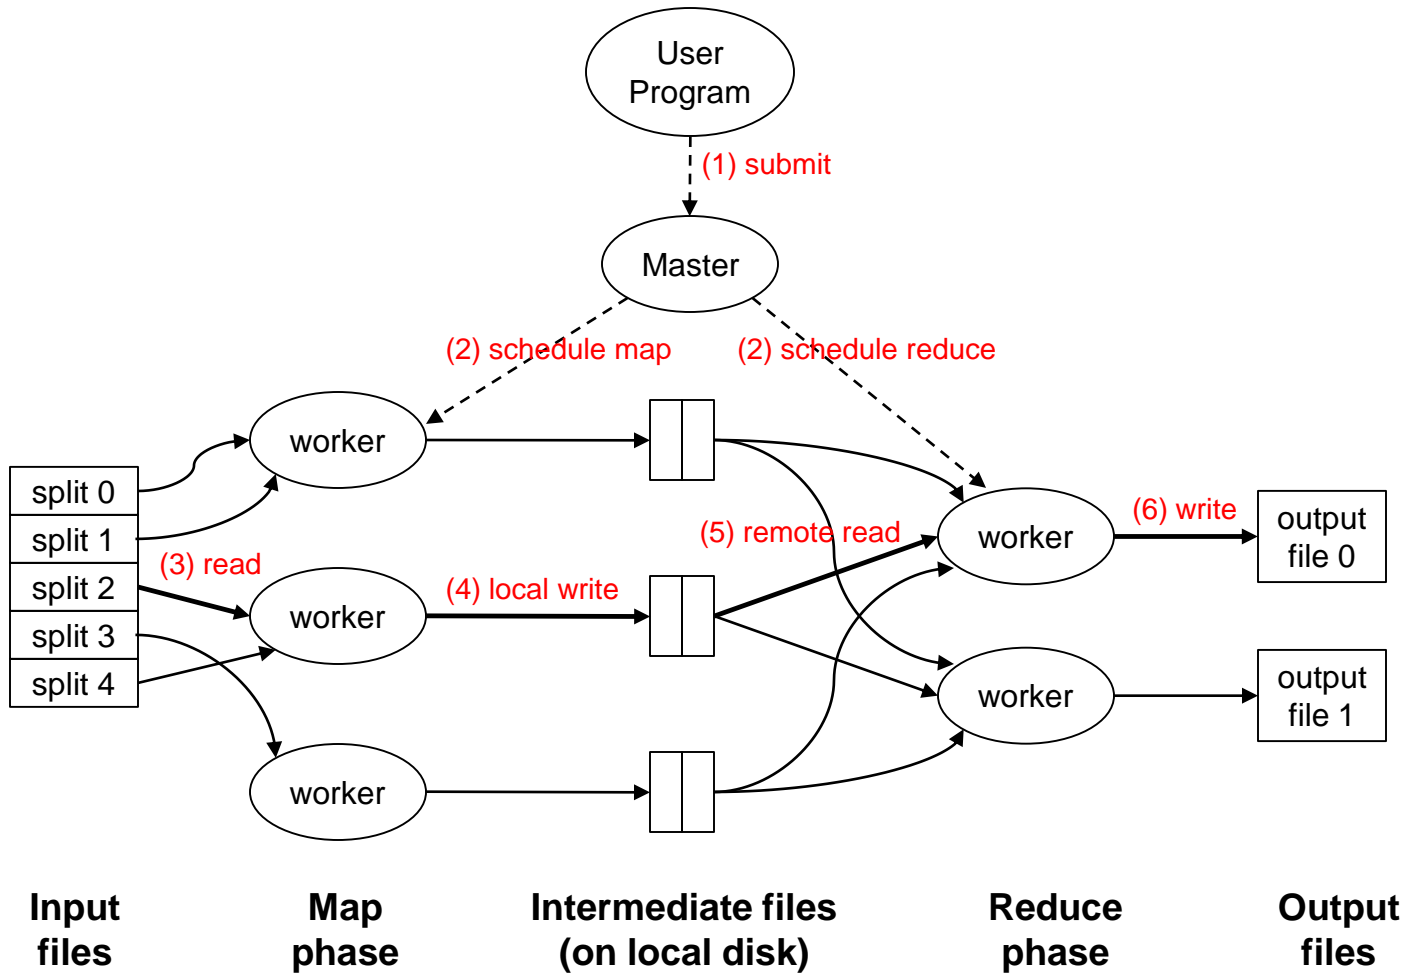 User
Program
(1) submit
Master
(2) schedule map
(2) schedule reduce
worker
split 0
split 1
split 2
split 3
split 4
(3) read
worker
(4) local write
(5) remote read
worker
(6) write
output
file 0
worker
output
file 1
worker
Input
files
Map
phase
Intermediate files
(on local disk)
Reduce
phase
Output
files